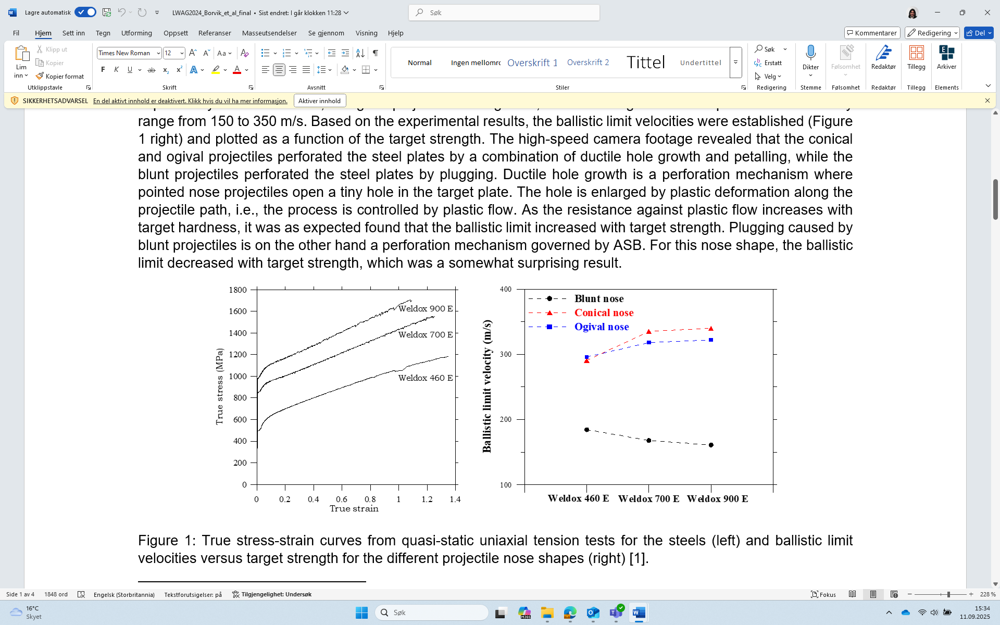 Lagre automatisk
LWAG2024_Borvik_et_al_final • Sist endret: I går klokken 11:28
Søk
Fil Hjem Sett inn Tegn Utforming Oppsett Referanser Masseutsendelser Se gjennom Visning Hjelp
Kommentarer Redigering Del
Lim inn
Klipp ut
Kopier
Kopier format
Utklippstavle
Times New Roman 12
Aa
F K U ab x₂ x² A A
Skrift
Avsnitt
Normal Ingen mellomro Overskrift 1 Overskrift 2 Tittel Undertittel
Stiler
Søk
Erstatt
Velg
Redigering
Dikter
Stemme
Følsomhet
Følsomhet
Redaktør
Redaktør
Tillegg
Tillegg
Arkiver
Elements
SIKKERHETSADVARSEL En del aktivt innhold er deaktivert. Klikk hvis du vil ha mer informasjon. Aktiver innhold
range from 150 to 350 m/s. Based on the experimental results, the ballistic limit velocities were established (Figure
1 right) and plotted as a function of the target strength. The high-speed camera footage revealed that the conical
and ogival projectiles perforated the steel plates by a combination of ductile hole growth and petalling, while the
blunt projectiles perforated the steel plates by plugging. Ductile hole growth is a perforation mechanism where
pointed nose projectiles open a tiny hole in the target plate. The hole is enlarged by plastic deformation along the
projectile path, i.e., the process is controlled by plastic flow. As the resistance against plastic flow increases with
target hardness, it was as expected found that the ballistic limit increased with target strength. Plugging caused by
blunt projectiles is on the other hand a perforation mechanism governed by ASB. For this nose shape, the ballistic
limit decreased with target strength, which was a somewhat surprising result.
1800
1600
1400
1200
1000
800
600
400
200
0
True stress (MPa)
Weldox 900 E
Weldox 700 E
Weldox 460 E
0 0.2 0.4 0.6 0.8 1 1.2 1.4
True strain
400
300
200
100
Ballistic limit velocity (m/s)
Blunt nose
Conical nose
Ogival nose
Weldox 460 E Weldox 700 E Weldox 900 E
Figure 1: True stress-strain curves from quasi-static uniaxial tension tests for the steels (left) and ballistic limit
velocities versus target strength for the different projectile nose shapes (right) [1].
Side 1 av 4 1848 ord Engelsk (Storbritannia) Tekstforutsigelser: på Tilgjengelighet: Undersøk Fokus 228 %
16°C
Skyet
Søk
M365
15:34
11.09.2025